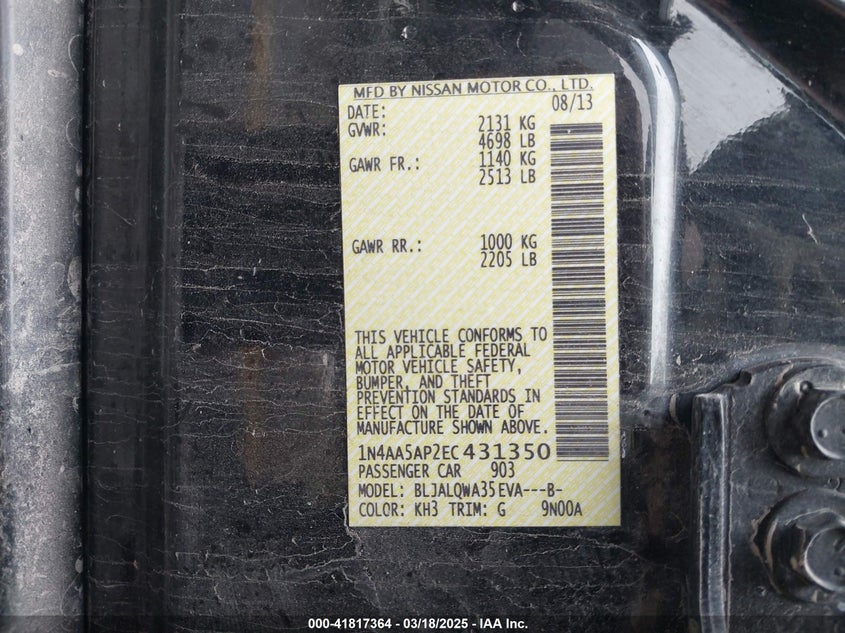 MFD BY NISSAN MOTOR CO., LTD.
DATE: 08/13
GVWR: 2131 KG
4698 LB
GAWR FR.: 1140 KG
2513 LB
GAWR RR.: 1000 KG
2205 LB
THIS VEHICLE CONFORMS TO
ALL APPLICABLE FEDERAL
MOTOR VEHICLE SAFETY,
BUMPER, AND THEFT
PREVENTION STANDARDS IN
EFFECT ON THE DATE OF
MANUFACTURE SHOWN ABOVE.
1N4AA5AP2EC431350
PASSENGER CAR 903
MODEL: BLJALQWA35EVA---B-
COLOR: KH3 TRIM: G 9N00A
000-41817364 — 03/18/2025 — IAA Inc.